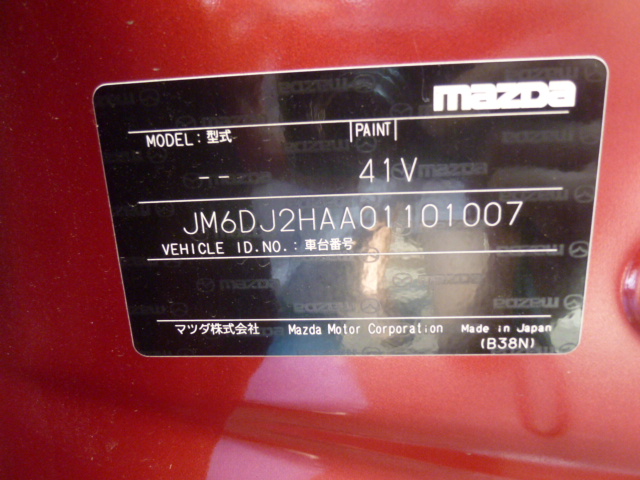 mazda
MODEL: 型式 PAINT
-- 41V
JM6DJ2HAA01101007
VEHICLE ID.NO.: 車台番号
マツダ株式会社 Mazda Motor Corporation Made in Japan
(B38N)